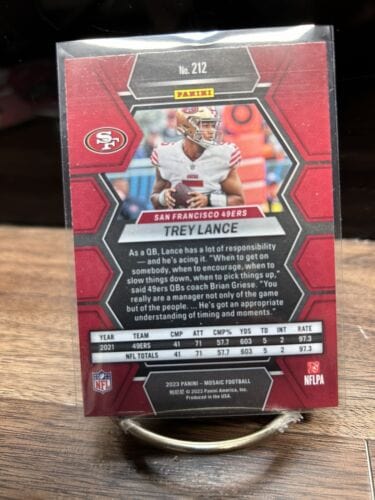 No. 212
PANINI
SF
SAN FRANCISCO 49ERS
TREY LANCE
As a QB, Lance has a lot of responsibility
— and he's acing it. "When to get on
somebody, when to encourage, when to
slow things down, when to pick things up,"
said 49ers QBs coach Brian Griese. "You
really are a manager not only of the game
but of the people. ... He's got an appropriate
understanding of timing and moments."
YEAR TEAM CMP ATT CMP% YDS TD INT RATE
2021 49ERS 41 71 57.7 603 5 2 97.3
NFL TOTALS 41 71 57.7 603 5 2 97.3
NFL
2023 PANINI – MOSAIC FOOTBALL
© 2023 Panini America, Inc.
Produced in the USA.
NFLPA